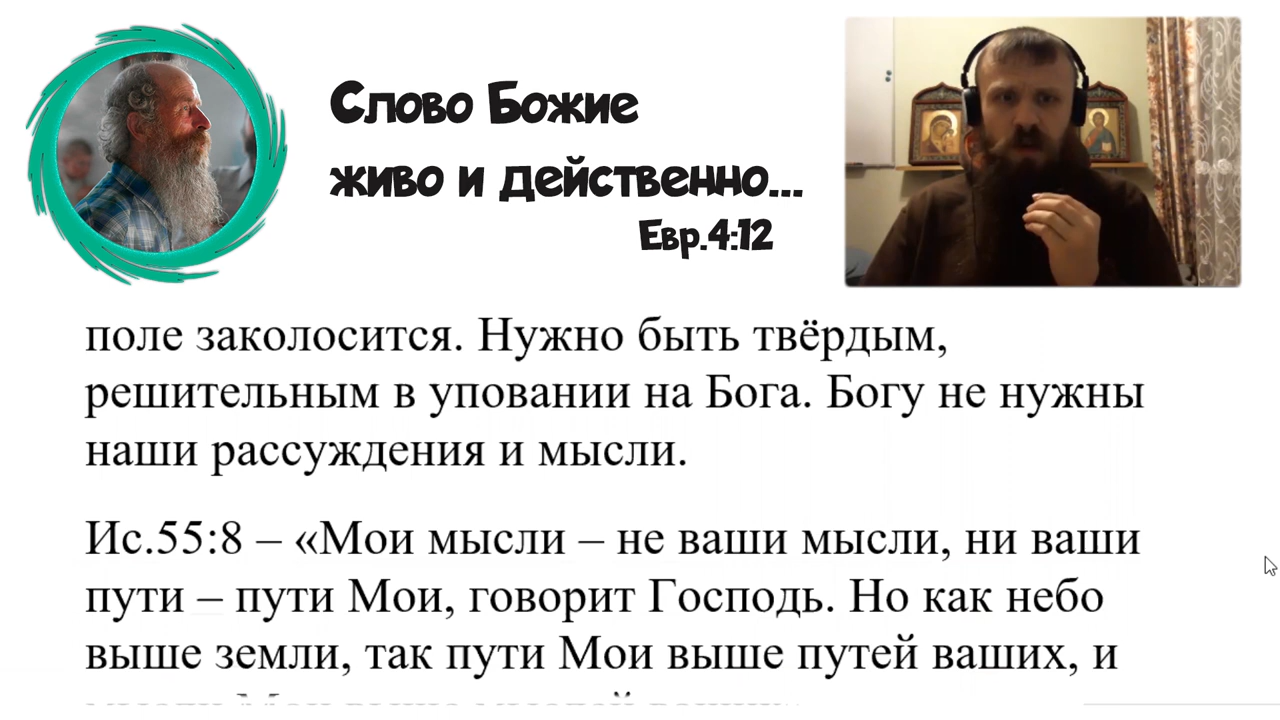 Слово Божие
живо и действенно...
Евр.4:12
поле заколосится. Нужно быть твёрдым,
решительным в уповании на Бога. Богу не нужны
наши рассуждения и мысли.
Ис.55:8 – «Мои мысли – не ваши мысли, ни ваши
пути – пути Мои, говорит Господь. Но как небо
выше земли, так пути Мои выше путей ваших, и